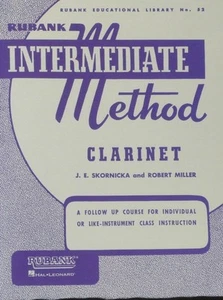 RUBANK EDUCATIONAL LIBRARY No. 52
RUBANK
INTERMEDIATE
Method
CLARINET
J. E. SKORNICKA and ROBERT MILLER
A FOLLOW UP COURSE FOR INDIVIDUAL
OR LIKE-INSTRUMENT CLASS INSTRUCTION
RUBANK
HAL•LEONARD